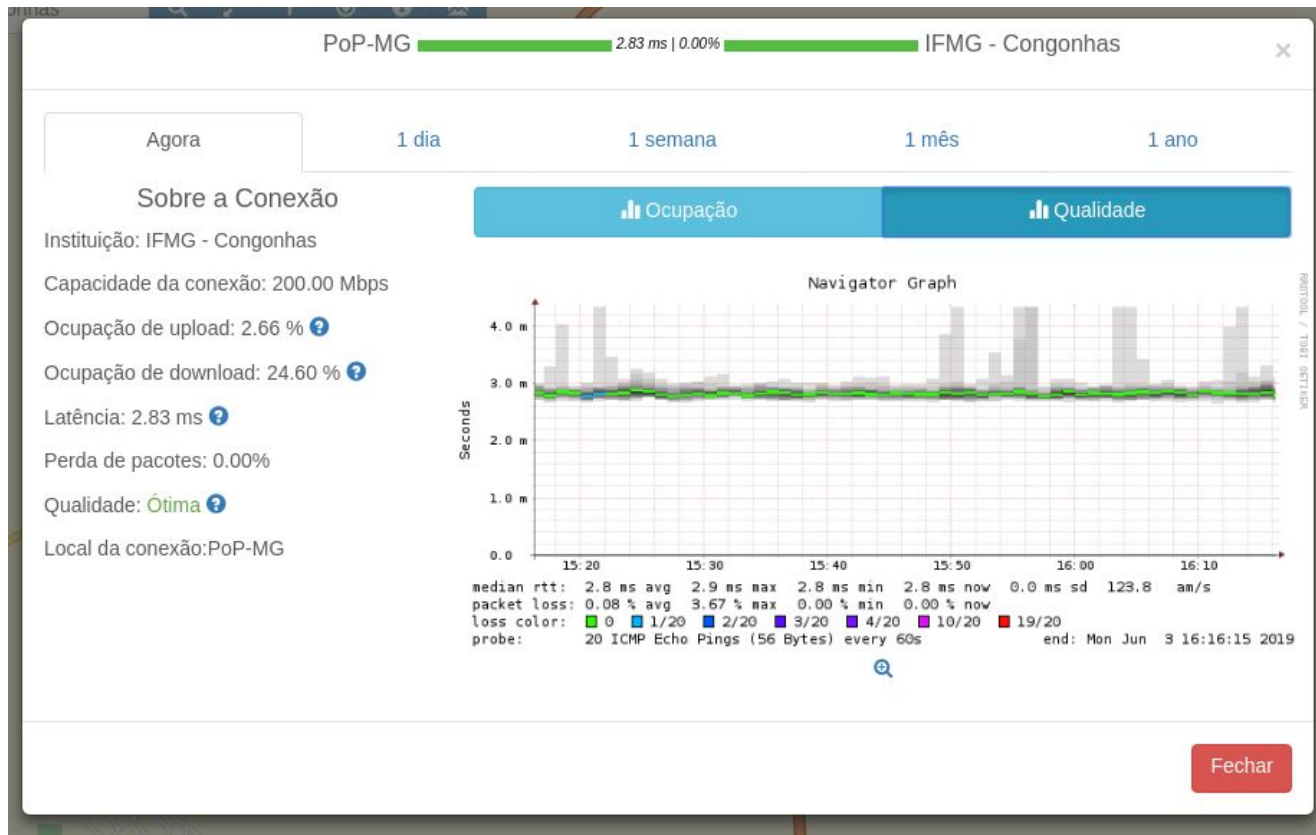 PoP-MG 2.83 ms | 0.00% IFMG - Congonhas ×
Agora 1 dia 1 semana 1 mês 1 ano
Sobre a Conexão
Instituição: IFMG - Congonhas
Capacidade da conexão: 200.00 Mbps
Ocupação de upload: 2.66 % ?
Ocupação de download: 24.60 % ?
Latência: 2.83 ms ?
Perda de pacotes: 0.00%
Qualidade: Ótima ?
Local da conexão:PoP-MG
Ocupação Qualidade
Navigator Graph
RRDTOOL / TOBI OETIKER
Seconds
4.0 m
3.0 m
2.0 m
1.0 m
0.0
15:20 15:30 15:40 15:50 16:00 16:10
median rtt: 2.8 ms avg 2.9 ms max 2.8 ms min 2.8 ms now 0.0 ms sd 123.8 am/s
packet loss: 0.08 % avg 3.67 % max 0.00 % min 0.00 % now
loss color: 0 1/20 2/20 3/20 4/20 10/20 19/20
probe: 20 ICMP Echo Pings (56 Bytes) every 60s end: Mon Jun 3 16:16:15 2019
Fechar